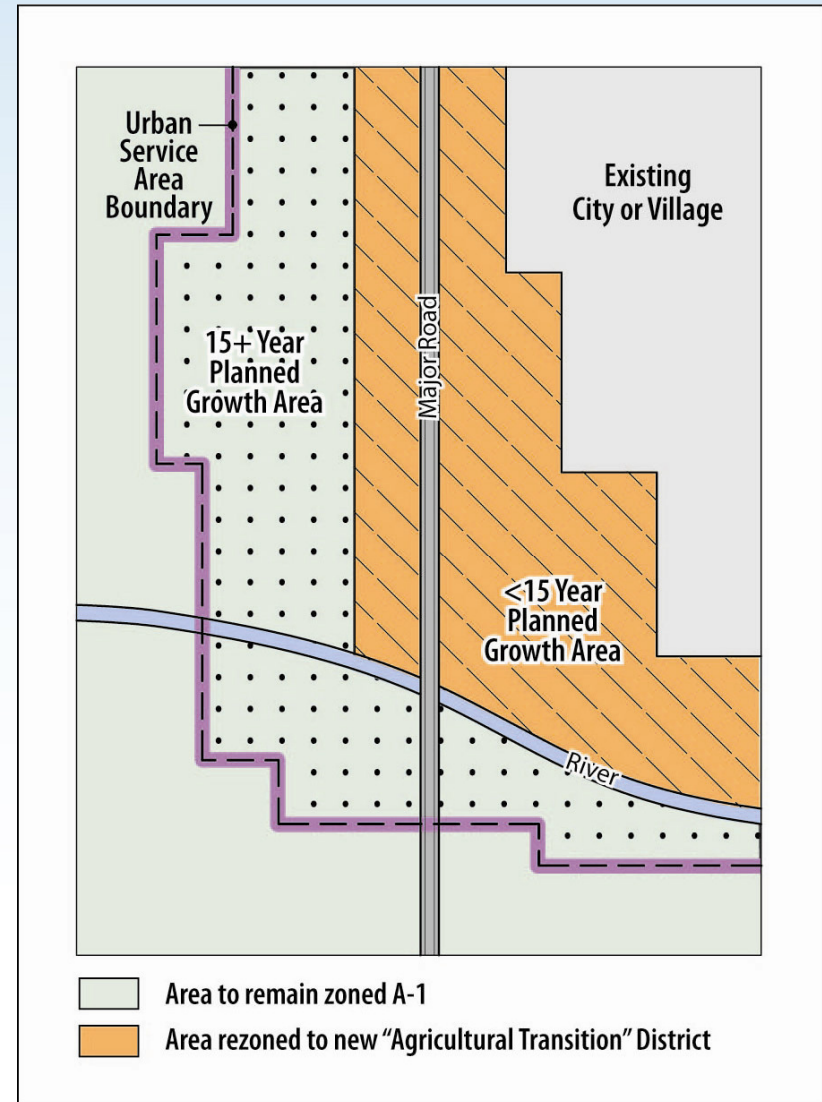 Urban
Service
Area
Boundary
Existing
City or Village
15+ Year
Planned
Growth Area
Major Road
<15 Year
Planned
Growth Area
River
Area to remain zoned A-1
Area rezoned to new “Agricultural Transition” District